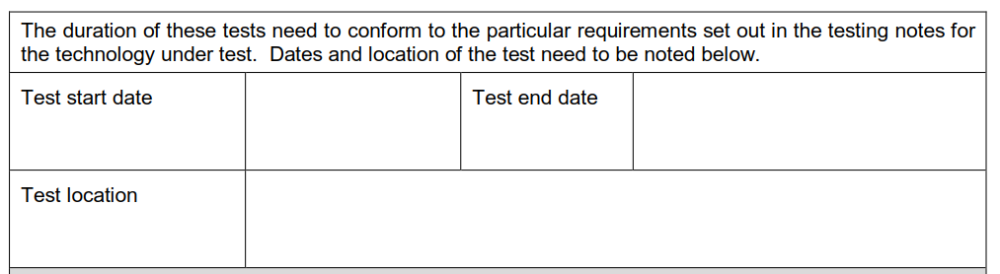 The duration of these tests need to conform to the particular requirements set out in the testing notes for
the technology under test.  Dates and location of the test need to be noted below.
Test start date
Test end date
Test location